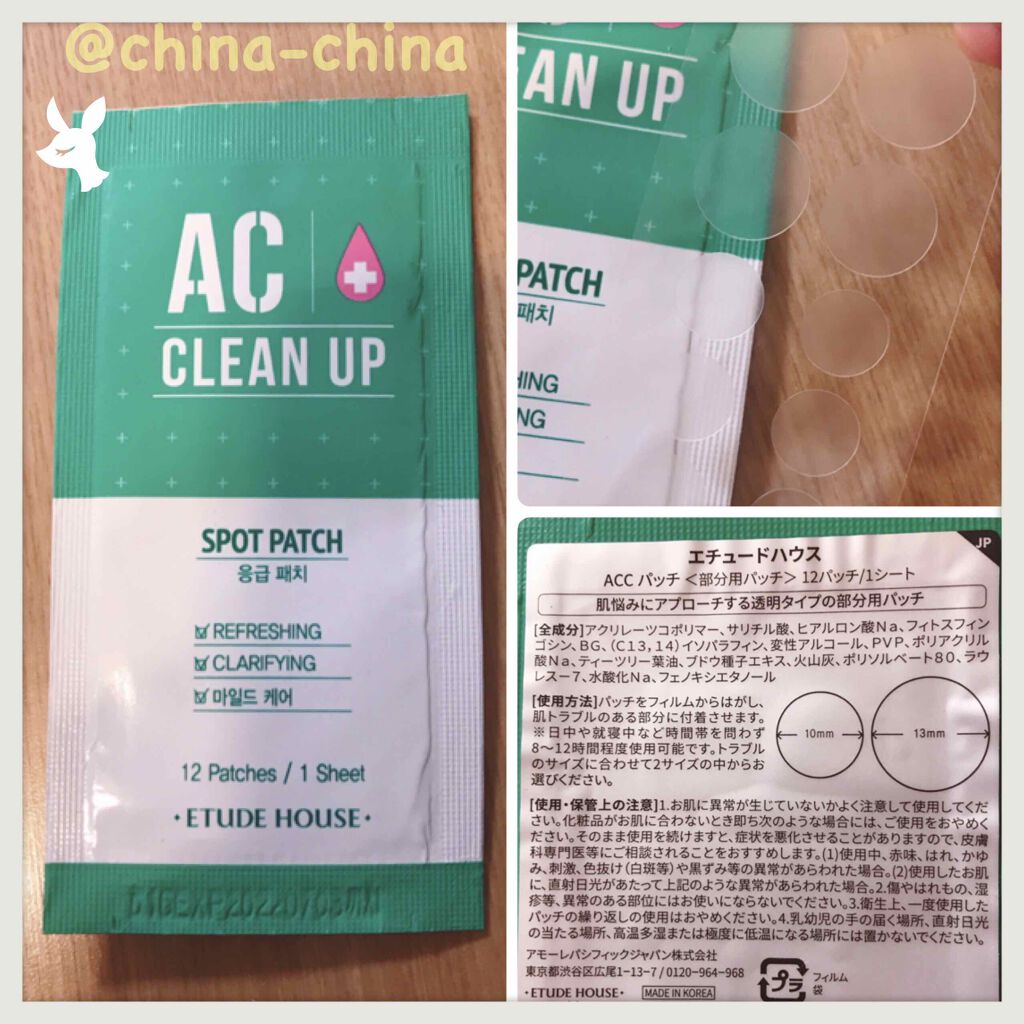 @china-china
AC
CLEAN UP
SPOT PATCH
응급 패치
REFRESHING
CLARIFYING
마일드 케어
12 Patches / 1 Sheet
·ETUDE HOUSE·
EAN UP
PATCH
패치
HING
NG
JP
エチュードハウス
ACC パッチ <部分用パッチ> 12パッチ/1シート
肌悩みにアプローチする透明タイプの部分用パッチ
[全成分]アクリレーツコポリマー、サリチル酸、ヒアルロン酸Na、フィトスフィン
ゴシン、BG、(C13,14)イソパラフィン、変性アルコール、PVP、ポリアクリル
酸Na、ティーツリー葉油、ブドウ種子エキス、火山灰、ポリソルベート80、ラウ
レスー7、水酸化Na、フェノキシエタノール
[使用方法]パッチをフィルムからはがし、
肌トラブルのある部分に付着させます。
※日中や就寝中など時間帯を問わず
8～12時間程度使用可能です。トラブル
のサイズに合わせて2サイズの中からお
選びください。
10mm
13mm
[使用・保管上の注意]1.お肌に異常が生じていないかよく注意して使用してくだ
さい。化粧品がお肌に合わないとき即ち次のような場合には、ご使用をおやめく
ださい。そのまま使用を続けますと、症状を悪化させることがありますので、皮膚
科専門医等にご相談されることをおすすめします。(1)使用中、赤味、はれ、かゆ
み、刺激、色抜け(白斑等)や黒ずみ等の異常があらわれた場合。(2)使用したお肌
に、直射日光があたって上記のような異常があらわれた場合。2.傷やはれもの、湿
疹等、異常のある部位にはお使いにならないでください。3.衛生上、一度使用した
パッチの繰り返しの使用はおやめください。4.乳幼児の手の届く場所、直射日光
の当たる場所、高温多湿または極度に低温になる場所には置かないでください。
アモーレパシフィックジャパン株式会社
東京都渋谷区広尾1-13-7 / 0120-964-968
·ETUDE HOUSE· MADE IN KOREA
プラ
フィルム
袋